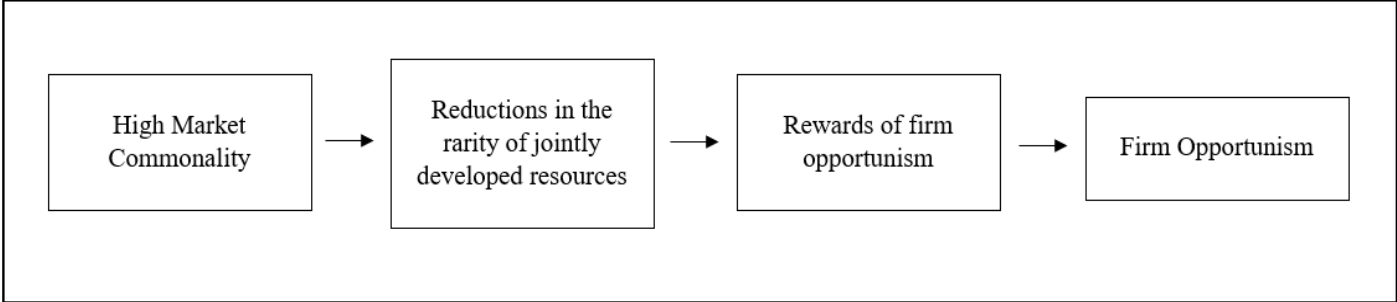 High Market
Commonality
Reductions in the
rarity of jointly
developed resources
Rewards of firm
opportunism
Firm Opportunism